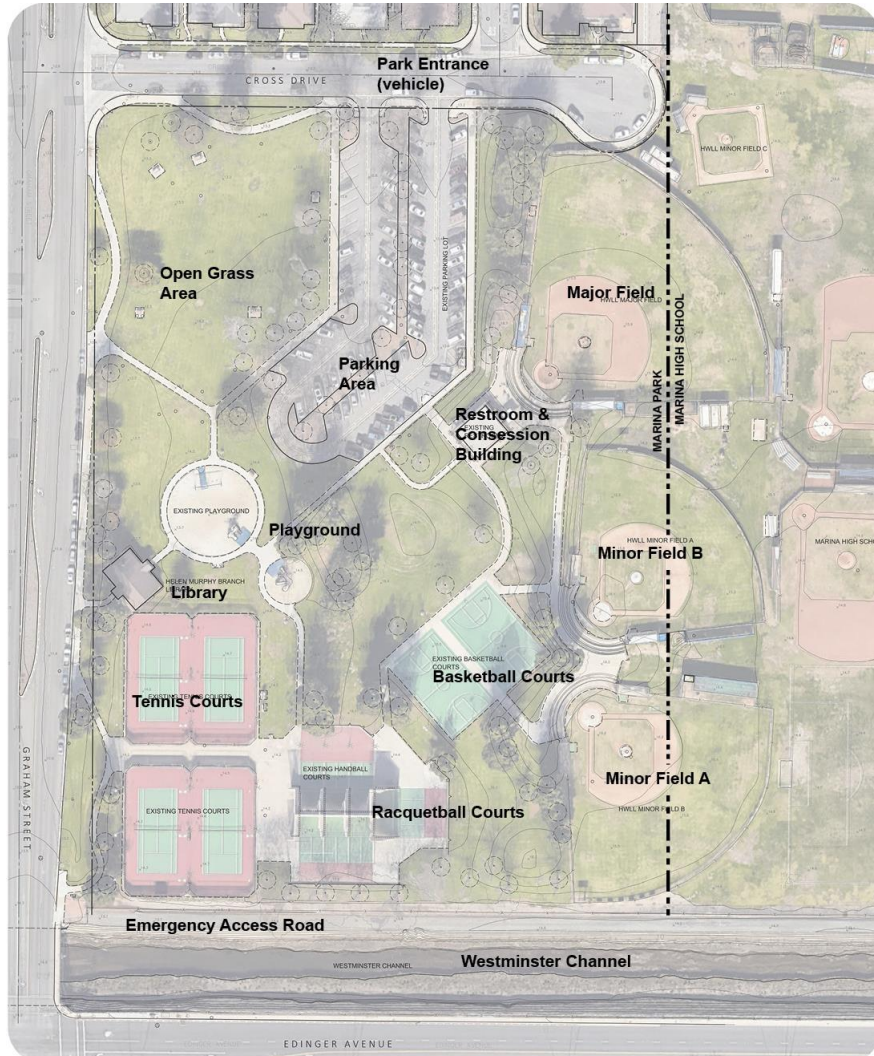 Park Entrance
(vehicle)
CROSS DRIVE
HWLL MINOR FIELD C
EXISTING PARKING LOT
Open Grass
Area
Major Field
HWLL MAJOR FIELD
MARINA PARK
MARINA HIGH SCHOOL
Parking
Area
Restroom &
Consession
Building
EXISTING
EXISTING PLAYGROUND
Playground
HWLL MINOR FIELD A
Minor Field B
MARINA HIGH SCHO
HELEN MURPHY BRANCH
Library
EXISTING BASKETBALL
COURTS
Basketball Courts
EXISTING TENNIS COURTS
Tennis Courts
EXISTING HANDBALL
COURTS
Minor Field A
HWLL MINOR FIELD B
EXISTING TENNIS COURTS
Racquetball Courts
GRAHAM STREET
Emergency Access Road
Westminster Channel
WESTMINSTER CHANNEL
EDINGER AVENUE